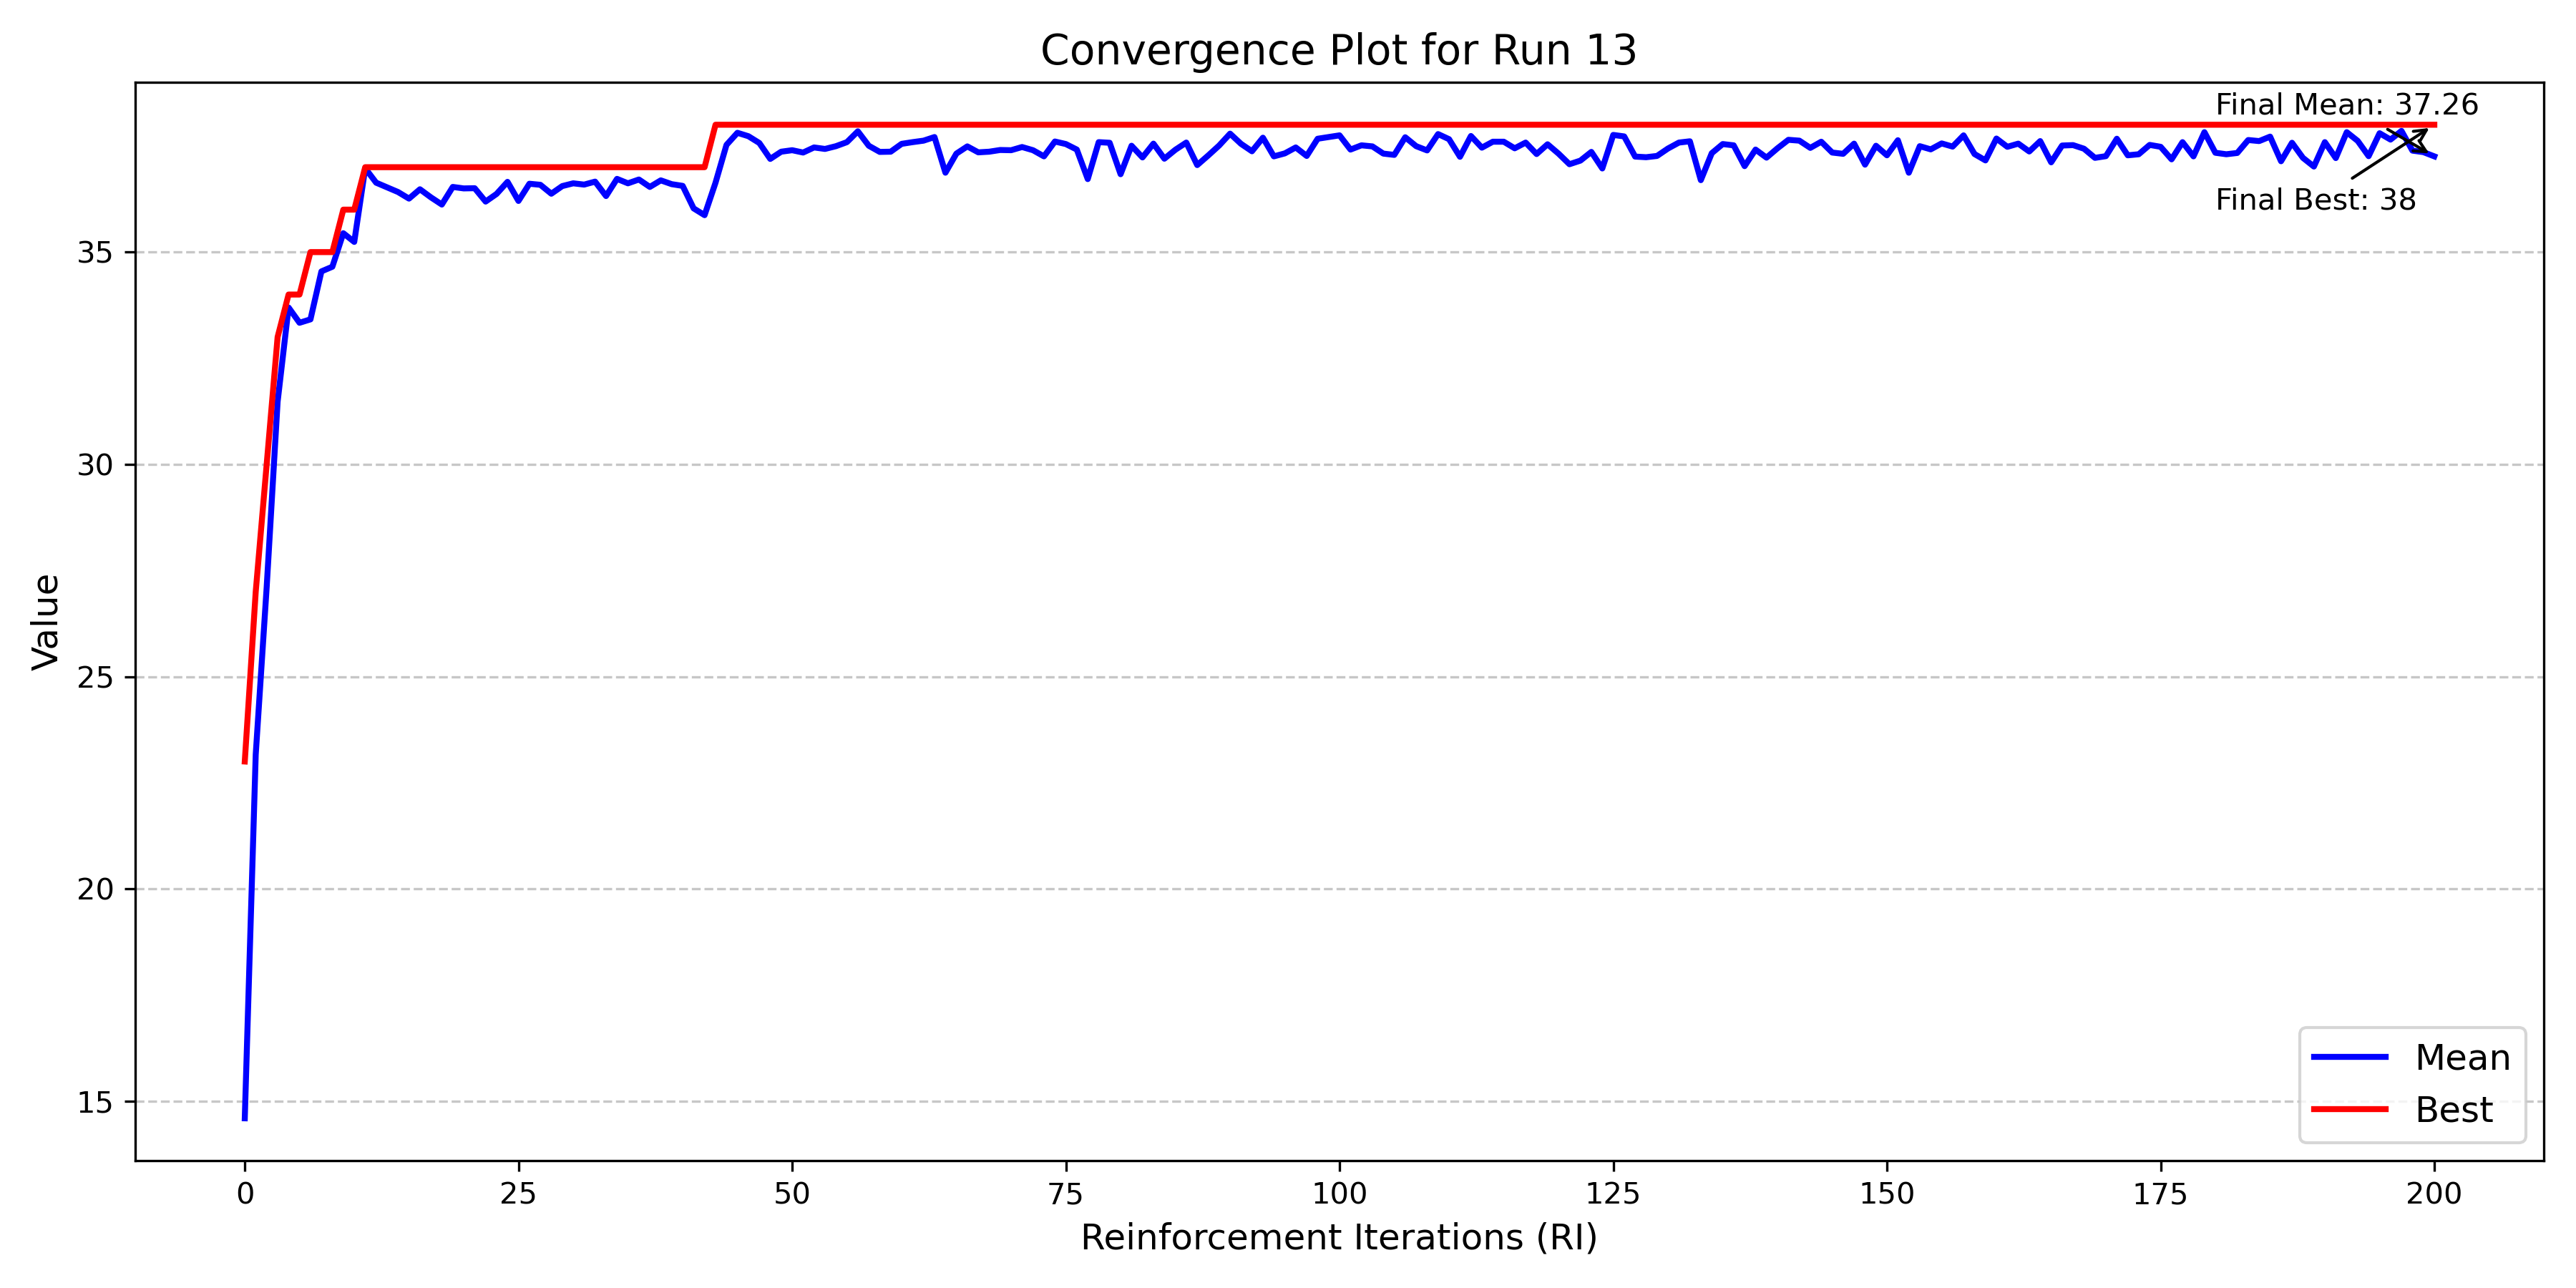 Convergence Plot for Run 13
Final Mean: 37.26
Final Best: 38
35
30
25
20
15
Value
0 25 50 75 100 125 150 175 200
Reinforcement Iterations (RI)
Mean
Best